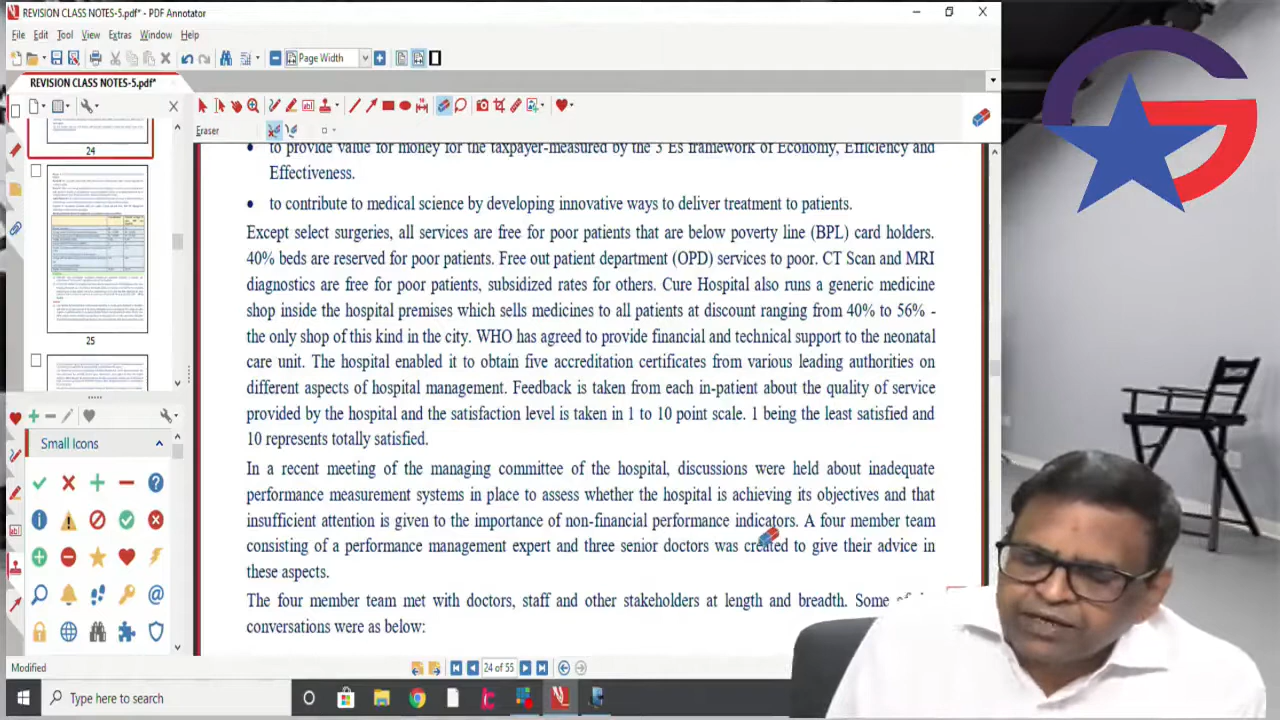 REVISION CLASS NOTES-5.pdf* - PDF Annotator
File Edit Tool View Extras Window Help
Page Width
REVISION CLASS NOTES-5.pdf*
Eraser
24
25
Small Icons
to provide value for money for the taxpayer-measured by the 3 Es framework of Economy, Efficiency and
Effectiveness.
to contribute to medical science by developing innovative ways to deliver treatment to patients.
Except select surgeries, all services are free for poor patients that are below poverty line (BPL) card holders.
40% beds are reserved for poor patients. Free out patient department (OPD) services to poor. CT Scan and MRI
diagnostics are free for poor patients, subsidized rates for others. Cure Hospital also runs a generic medicine
shop inside the hospital premises which sells medicines to all patients at discount ranging from 40% to 56% -
the only shop of this kind in the city. WHO has agreed to provide financial and technical support to the neonatal
care unit. The hospital enabled it to obtain five accreditation certificates from various leading authorities on
different aspects of hospital management. Feedback is taken from each in-patient about the quality of service
provided by the hospital and the satisfaction level is taken in 1 to 10 point scale. 1 being the least satisfied and
10 represents totally satisfied.
In a recent meeting of the managing committee of the hospital, discussions were held about inadequate
performance measurement systems in place to assess whether the hospital is achieving its objectives and that
insufficient attention is given to the importance of non-financial performance indicators. A four member team
consisting of a performance management expert and three senior doctors was created to give their advice in
these aspects.
The four member team met with doctors, staff and other stakeholders at length and breadth. Some
conversations were as below:
Modified
24 of 55
Type here to search